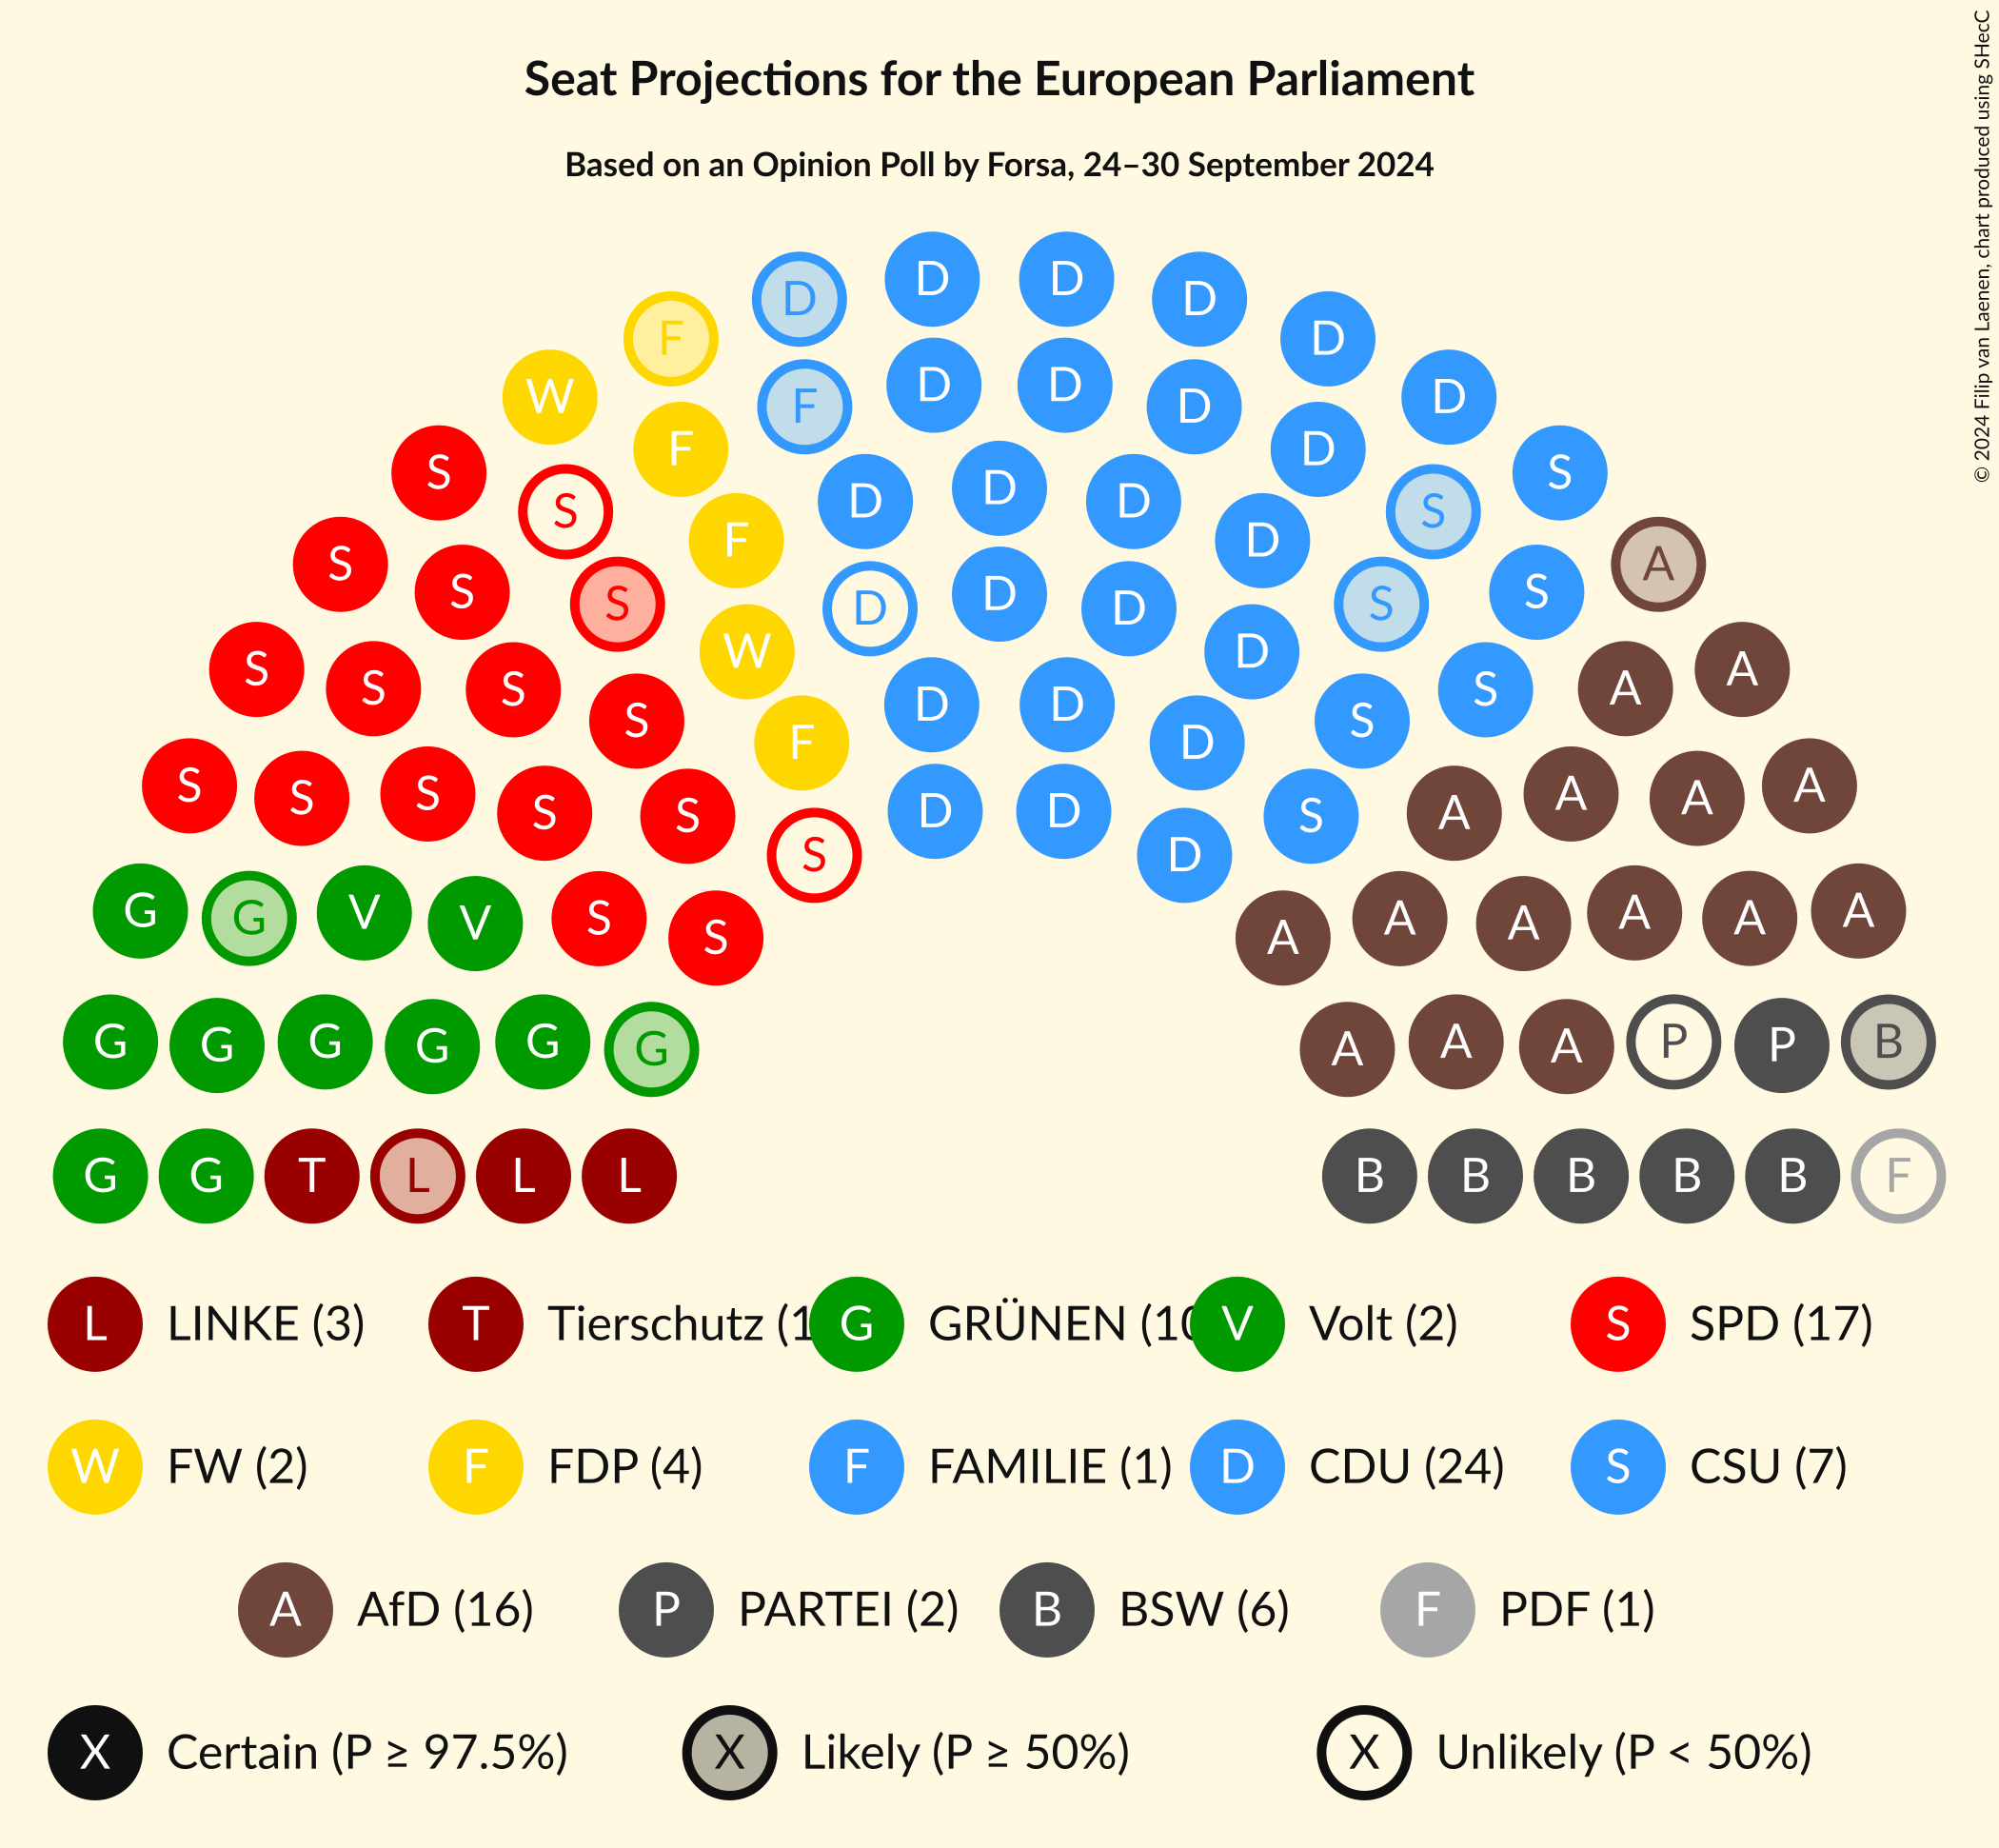 Seat Projections for the European Parliament
Based on an Opinion Poll by Forsa, 24–30 September 2024
© 2024 Filip van Laenen, chart produced using SHecC
D D
D D
F D
D D
F D D D
W D
F D
S D D D S
S S
F D
S D A
S S
S D D D S
W D
S A
S S S A
F D D D S
S S S S S A A A A
D D
S D
G G V V S S A A A A A A
G G G G G G A A A P P B
G G T L L L B B B B B F
L LINKE (3) T Tierschutz (1 G GRÜNEN (10 V Volt (2) S SPD (17)
W FW (2) F FDP (4) F FAMILIE (1) D CDU (24) S CSU (7)
A AfD (16) P PARTEI (2) B BSW (6) F PDF (1)
X Certain (P ≥ 97.5%) X Likely (P ≥ 50%) X Unlikely (P < 50%)